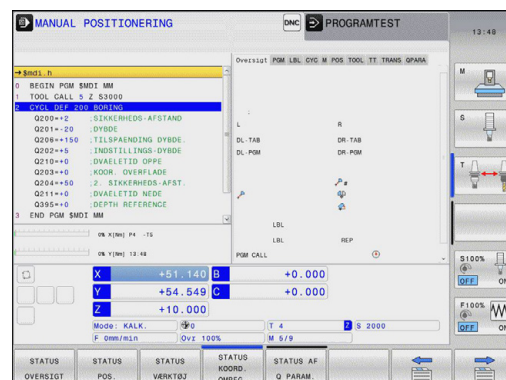 MANUAL POSITIONERING
DNC
PROGRAMTEST
13:48
Oversigt PGM LBL CYC M POS TOOL TT TRANS QPARA
→$mdi.h
0 BEGIN PGM $MDI MM
1 TOOL CALL 5 Z S3000
2 CYCL DEF 200 BORING
Q200=+2 ;SIKKERHEDS-AFSTAND
Q201=-20 ;DYBDE
Q206=+150 ;TILSPAENDING DYBDE.
Q202=+5 ;INDSTILLINGS-DYBDE
Q210=+0 ;DVAELETID OPPE
Q203=+0 ;KOOR. OVERFLADE
Q204=+50 ;2. SIKKERHEDS-AFST.
Q211=+0 ;DVAELETID NEDE
Q395=+0 ;DEPTH REFERENCE
3 END PGM $MDI MM
:
L R
DL-TAB DR-TAB
DL-PGM DR-PGM
LBL
LBL REP
PGM CALL
0% X[Nm] P4 -T5
0% Y[Nm] 13:48
X +51.140 B +0.000
Y +54.549 C +0.000
Z +10.000
Mode: KALK. 0 T 4 Z S 2000
F 0mm/min Ovr 100% M 5/9
M
S
T
S100%
OFF ON
F100%
OFF ON
STATUS OVERSIGT
STATUS POS.
STATUS VÆRKTØJ
STATUS KOORD. OMREG.
STATUS AF Q PARAM.